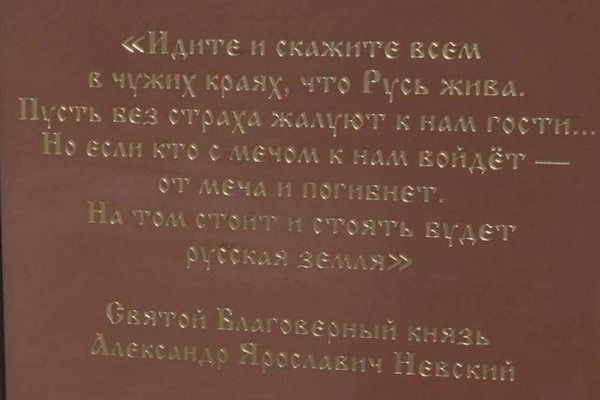 «Идите и скажите всем
в чужих краях, что Русь жива.
Пусть без страха жалуют к нам гости...
Но если кто с мечом к нам войдёт —
от меча и погибнет.
На том стоит и стоять будет
русская земля»
Святой Благоверный князь
Александр Ярославич Невский